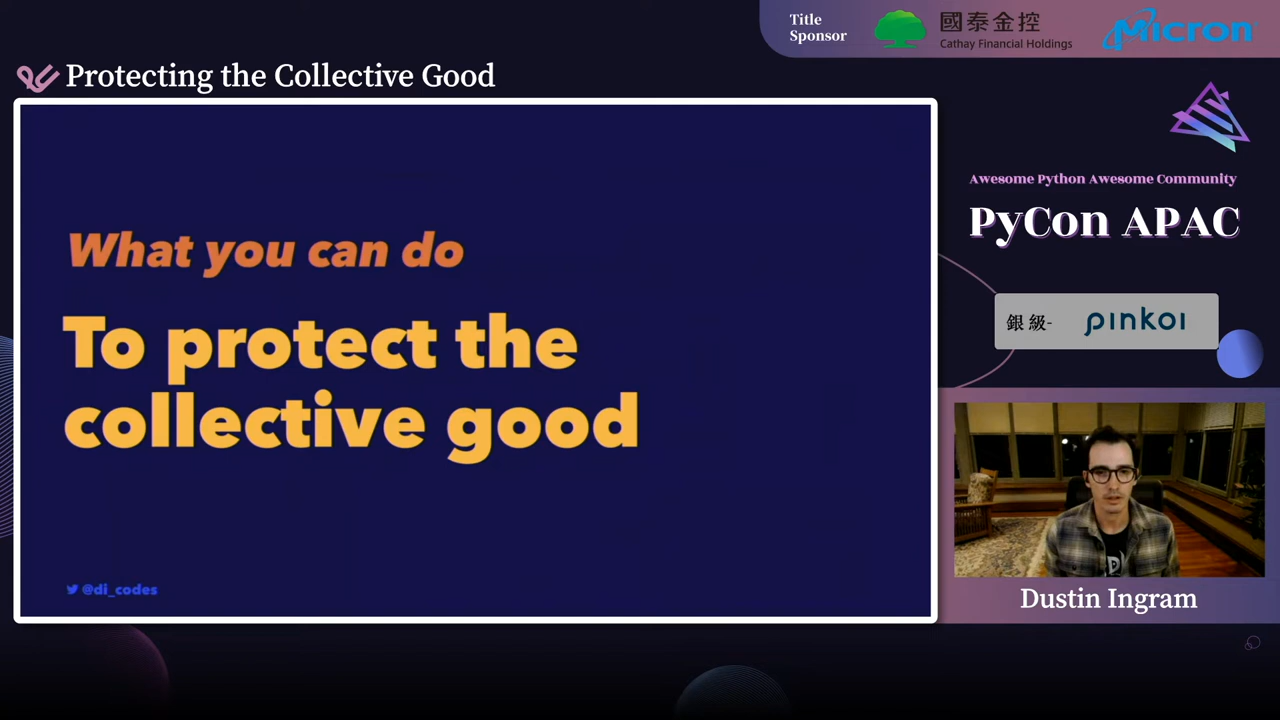 Title
Sponsor
國泰金控
Cathay Financial Holdings
Micron
Protecting the Collective Good
What you can do
To protect the
collective good
@di_codes
Awesome Python Awesome Community
PyCon APAC
銀級- pinkoi
Dustin Ingram